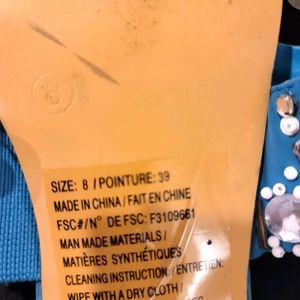 8
SIZE: 8 / POINTURE: 39
MADE IN CHINA / FAIT EN CHINE
FSC#/N° DE FSC: F3109661
MAN MADE MATERIALS /
MATIÈRES SYNTHÉTIQUES
CLEANING INSTRUCTION: / ENTRETIEN:
WIPE WITH A DRY CLOTH /